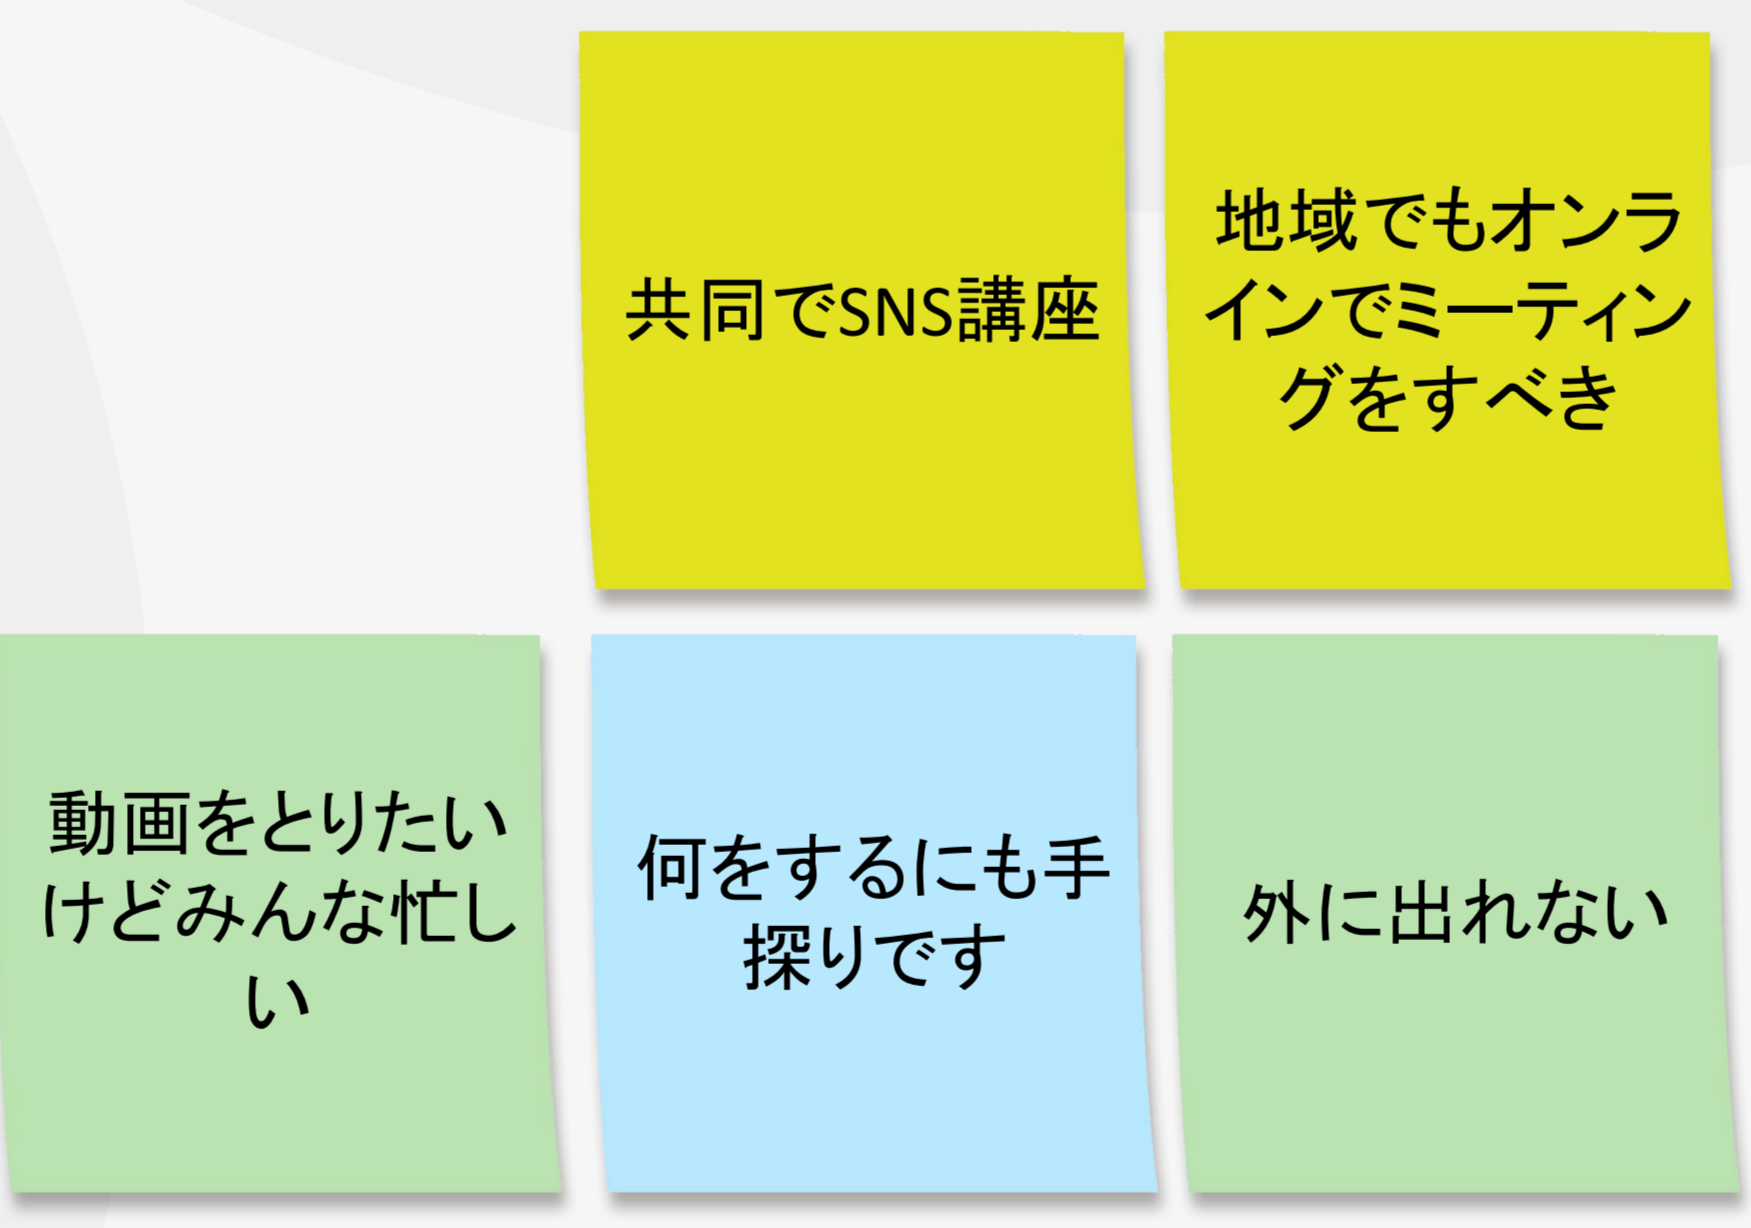 共同でSNS講座
地域でもオンラ
インでミーティン
グをすべき
動画をとりたい
けどみんな忙し
い
何をするにも手
探りです
外に出れない